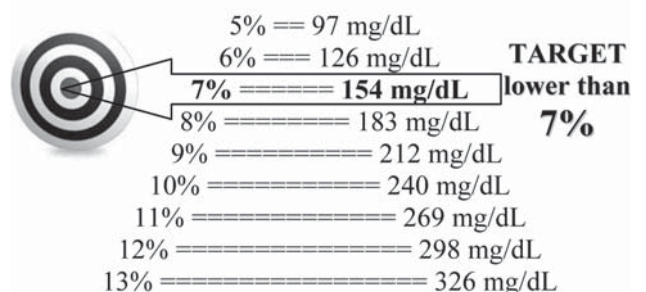 5% == 97 mg/dL
6% === 126 mg/dL
7% ====== 154 mg/dL
8% ======== 183 mg/dL
9% ========== 212 mg/dL
10% =========== 240 mg/dL
11% ============= 269 mg/dL
12% =============== 298 mg/dL
13% ================= 326 mg/dL
TARGET
lower than
7%